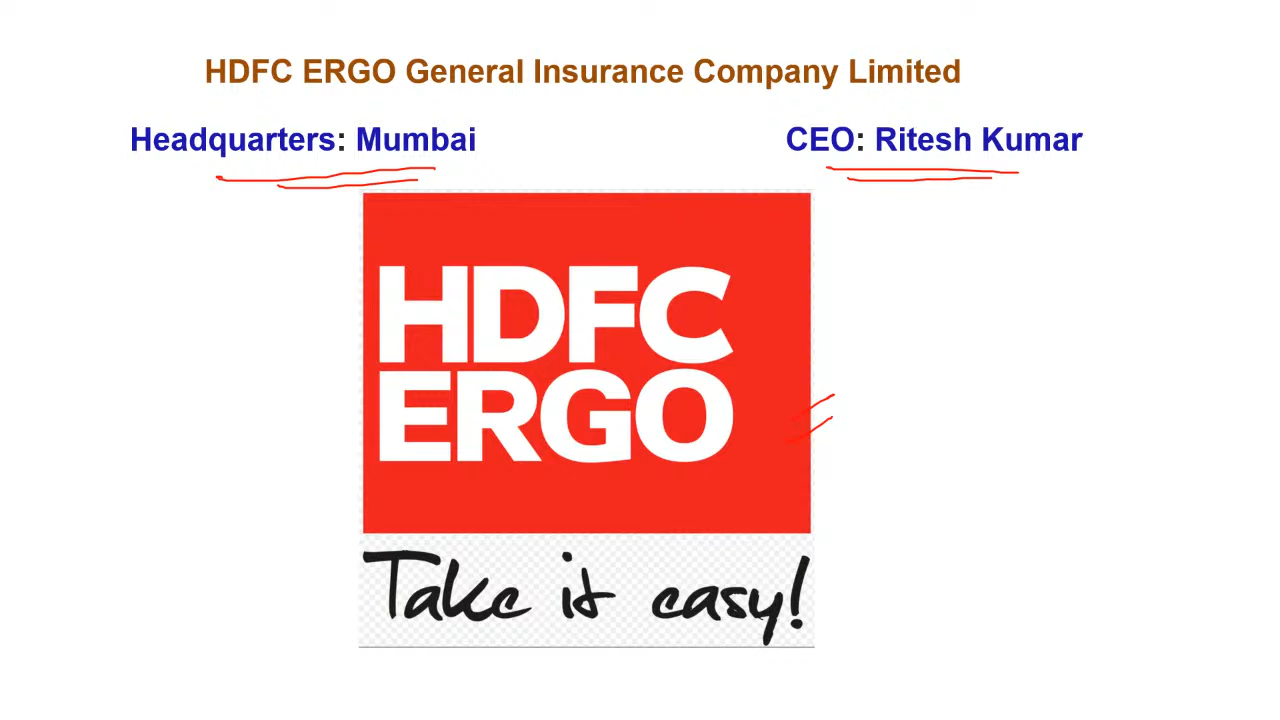 HDFC ERGO General Insurance Company Limited
Headquarters: Mumbai CEO: Ritesh Kumar
HDFC
ERGO
Take it easy!